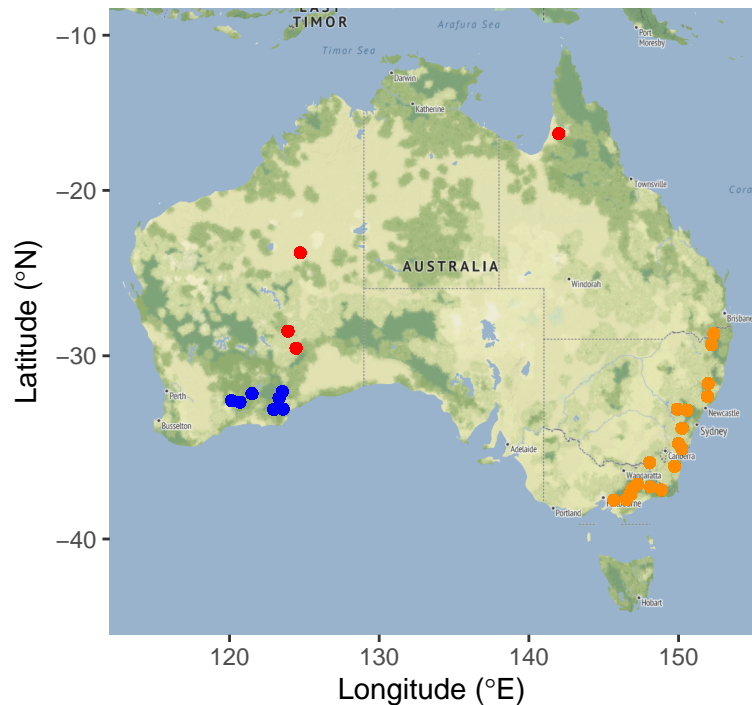 EAST
TIMOR
Arafura Sea
Port
Moresby
Timor Sea
−10
Darwin
Katherine
Townsville
−20
Cora
AUSTRALIA
Windorah
Brisbane
−30
Perth
Newcastle
Busselton
Sydney
Adelaide
Canberra
Wangaratta
Portland
−40
Hobart
120
130
140
150
Longitude (°E)
Latitude (°N)